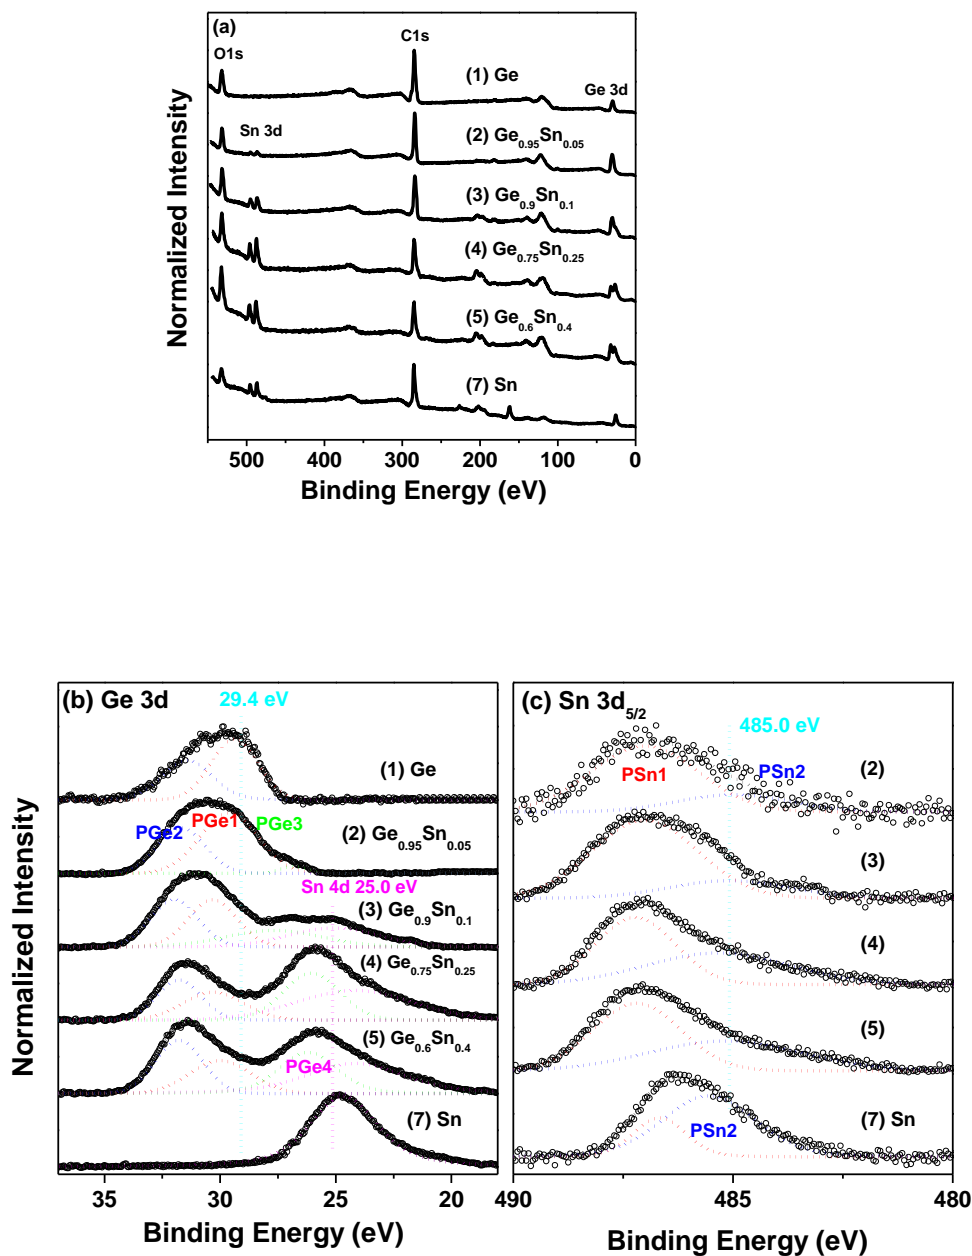 (a)
O1s
C1s
(1) Ge
Ge 3d
Sn 3d
(2) Ge0.95Sn0.05
(3) Ge0.9Sn0.1
(4) Ge0.75Sn0.25
(5) Ge0.6Sn0.4
(7) Sn
Normalized Intensity
500 400 300 200 100 0
Binding Energy (eV)
(b) Ge 3d
29.4 eV
(1) Ge
PGe2
PGe1
PGe3
(2) Ge0.95Sn0.05
Sn 4d 25.0 eV
(3) Ge0.9Sn0.1
(4) Ge0.75Sn0.25
(5) Ge0.6Sn0.4
PGe4
(7) Sn
Normalized Intensity
35 30 25 20
Binding Energy (eV)
(c) Sn 3d5/2
485.0 eV
PSn1
PSn2
(2)
(3)
(4)
(5)
(7) Sn
PSn2
490 485 480
Binding Energy (eV)